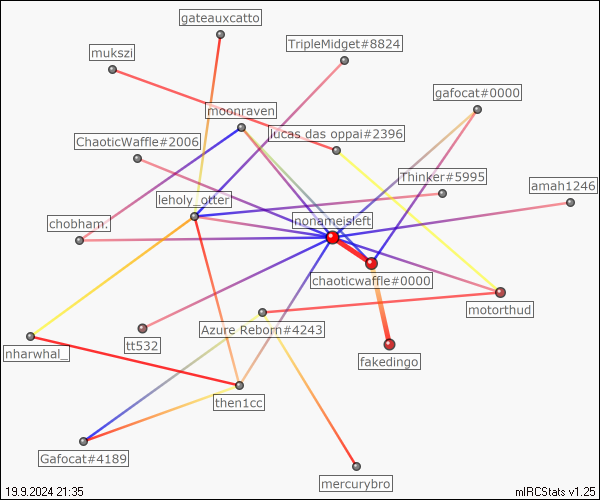 gateauxcatto
mukszi
TripleMidget#8824
gafocat#0000
moonraven
lucas das oppai#2396
ChaoticWaffle#2006
Thinker#5995
amah1246
leholy_otter
nonameisleft
chobham.
chaoticwaffle#0000
motorthud
Azure Reborn#4243
tt532
nharwhal_
fakedingo
then1cc
Gafocat#4189
mercurybro
19.9.2024 21:35
mIRCStats v1.25